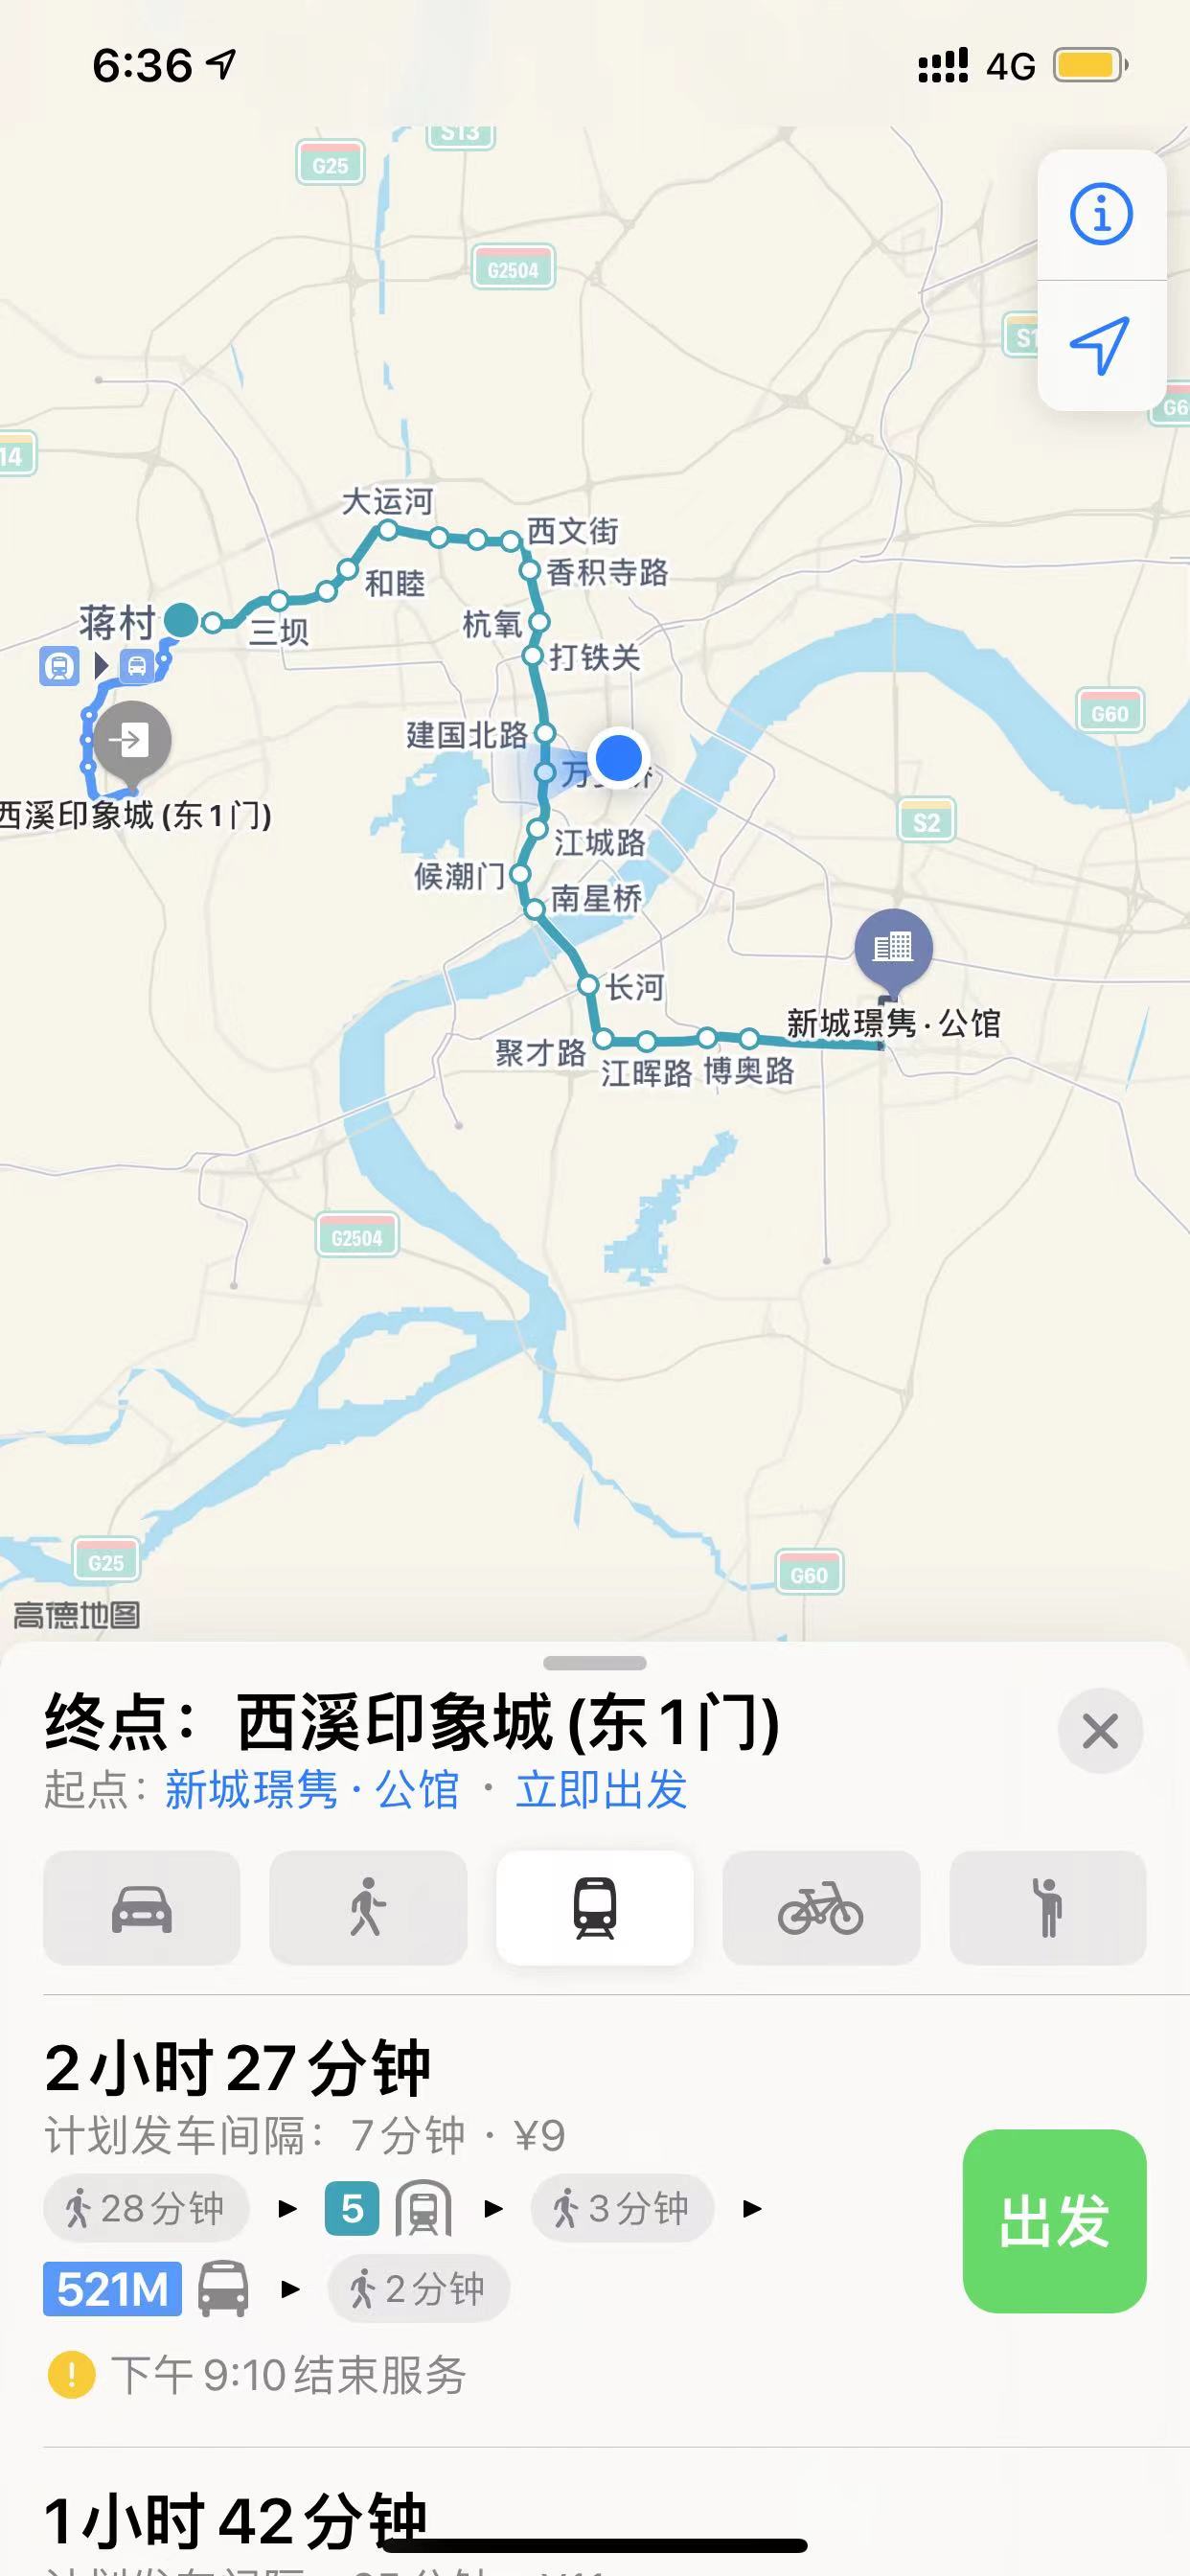 6:36
4G
S13
G25
G2504
14
G60
大运河
西文街
香积寺路
和睦
蒋村
三坝
杭氧
打铁关
建国北路
G60
西溪印象城(东1门)
S2
江城路
候潮门
南星桥
长河
新城璟隽·公馆
聚才路
江晖路
博奥路
G2504
G25
G60
高德地图
终点：西溪印象城(东1门)
起点：新城璟隽·公馆 · 立即出发
2小时27分钟
计划发车间隔：7分钟 · ¥9
28分钟
5
3分钟
出发
521M
2分钟
下午9:10结束服务
1小时42分钟